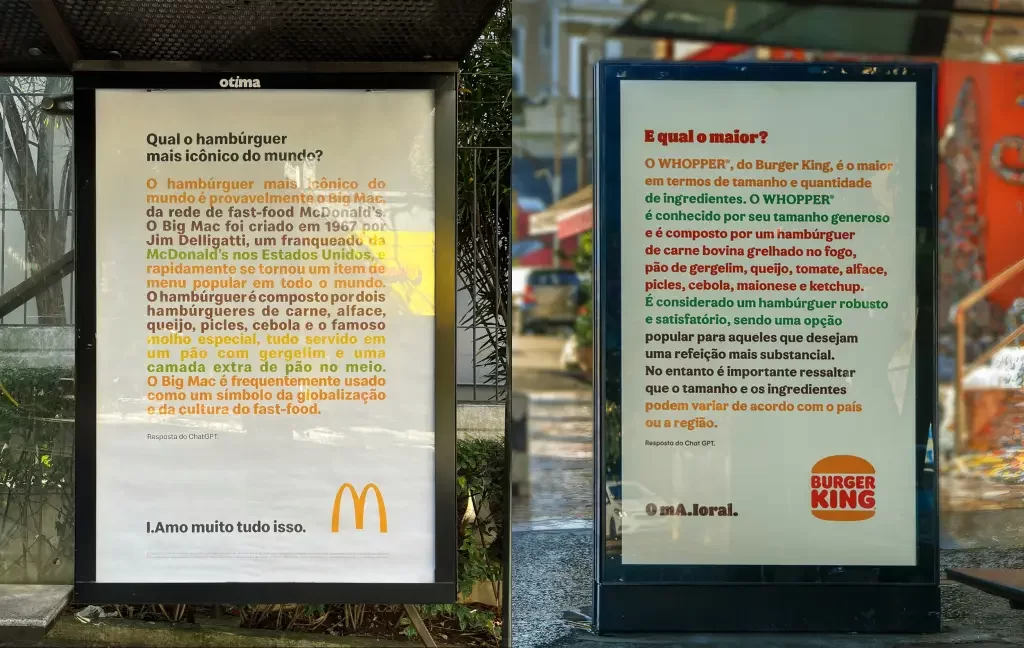 otima
Qual o hambúrguer
mais icônico do mundo?
O hambúrguer mais icônico do
mundo é provavelmente o Big Mac,
da rede de fast-food McDonald's.
O Big Mac foi criado em 1967 por
Jim Delligatti, um franqueado da
McDonald's nos Estados Unidos, e
rapidamente se tornou um item de
menu popular em todo o mundo.
O hambúrguer é composto por dois
hambúrgueres de carne, alface,
queijo, picles, cebola e o famoso
molho especial, tudo servido em
um pão com gergelim e uma
camada extra de pão no meio.
O Big Mac é frequentemente usado
como um símbolo da globalização
e da cultura do fast-food.
Resposta do ChatGPT.
I.Amo muito tudo isso.
E qual o maior?
O WHOPPER®, do Burger King, é o maior
em termos de tamanho e quantidade
de ingredientes. O WHOPPER®
é conhecido por seu tamanho generoso
e é composto por um hambúrguer
de carne bovina grelhado no fogo,
pão de gergelim, queijo, tomate, alface,
picles, cebola, maionese e ketchup.
É considerado um hambúrguer robusto
e satisfatório, sendo uma opção
popular para aqueles que desejam
uma refeição mais substancial.
No entanto é importante ressaltar
que o tamanho e os ingredientes
podem variar de acordo com o país
ou a região.
Resposta do Chat GPT.
O mA.Ioral.
BURGER
KING